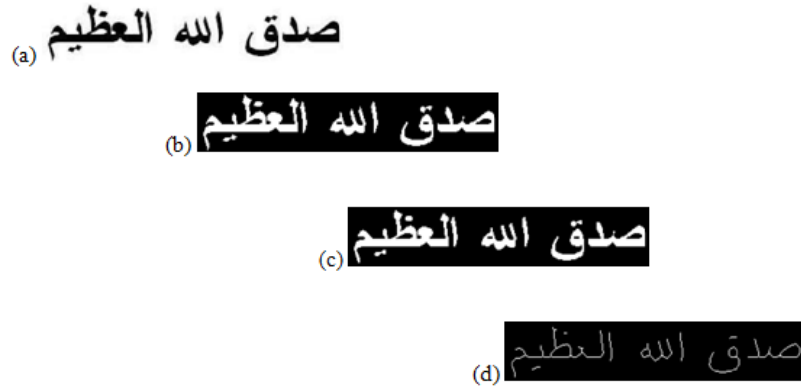 (a) صدق الله العظيم
(b) صدق الله العظيم
(c) صدق الله العظيم
(d) صدق الله العظيم